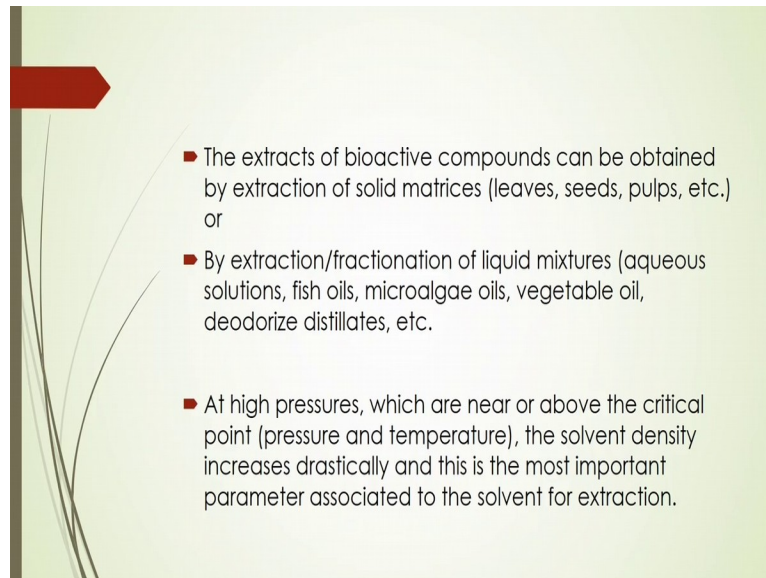 The extracts of bioactive compounds can be obtained
by extraction of solid matrices (leaves, seeds, pulps, etc.)
or
By extraction/fractionation of liquid mixtures (aqueous
solutions, fish oils, microalgae oils, vegetable oil,
deodorize distillates, etc.
At high pressures, which are near or above the critical
point (pressure and temperature), the solvent density
increases drastically and this is the most important
parameter associated to the solvent for extraction.